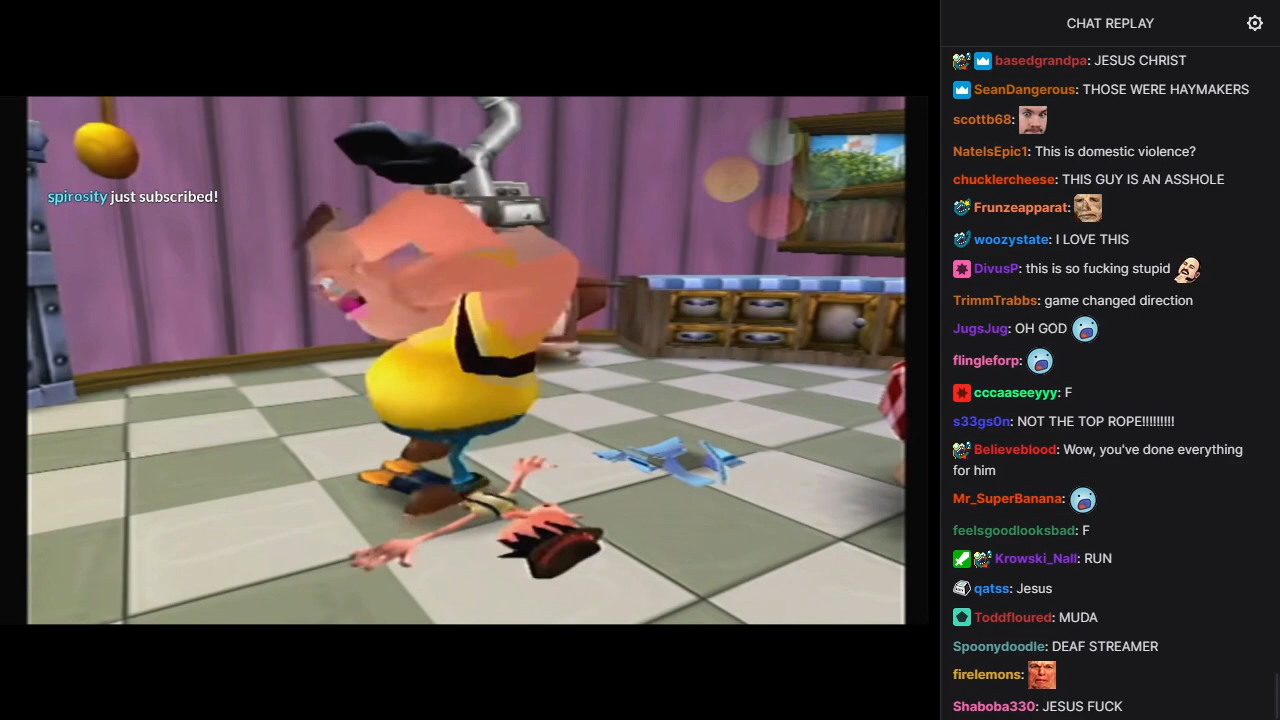 CHAT REPLAY
basedgrandpa: JESUS CHRIST
SeanDangerous: THOSE WERE HAYMAKERS
scottb68:
NateIsEpic1: This is domestic violence?
chucklercheese: THIS GUY IS AN ASSHOLE
Frunzeapparat:
woozystate: I LOVE THIS
DivusP: this is so fucking stupid
TrimmTrabbs: game changed direction
JugsJug: OH GOD
flingleforp:
cccaaseeyyy: F
s33gs0n: NOT THE TOP ROPE!!!!!!!!!
Believeblood: Wow, you've done everything
for him
Mr_SuperBanana:
feelsgoodlooksbad: F
Krowski_Nall: RUN
qatss: Jesus
Toddfloured: MUDA
Spoonydoodle: DEAF STREAMER
firelemons:
Shaboba330: JESUS FUCK
spirosity just subscribed!